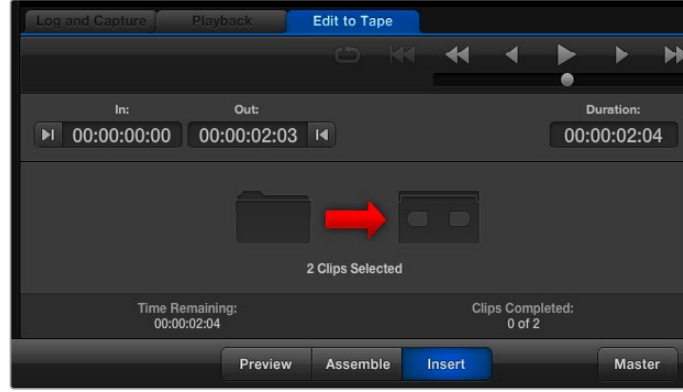 Log and Capture Playback Edit to Tape
In: Out: Duration:
00:00:00:00 00:00:02:03 00:00:02:04
2 Clips Selected
Time Remaining: Clips Completed:
00:00:02:04 0 of 2
Preview Assemble Insert Master